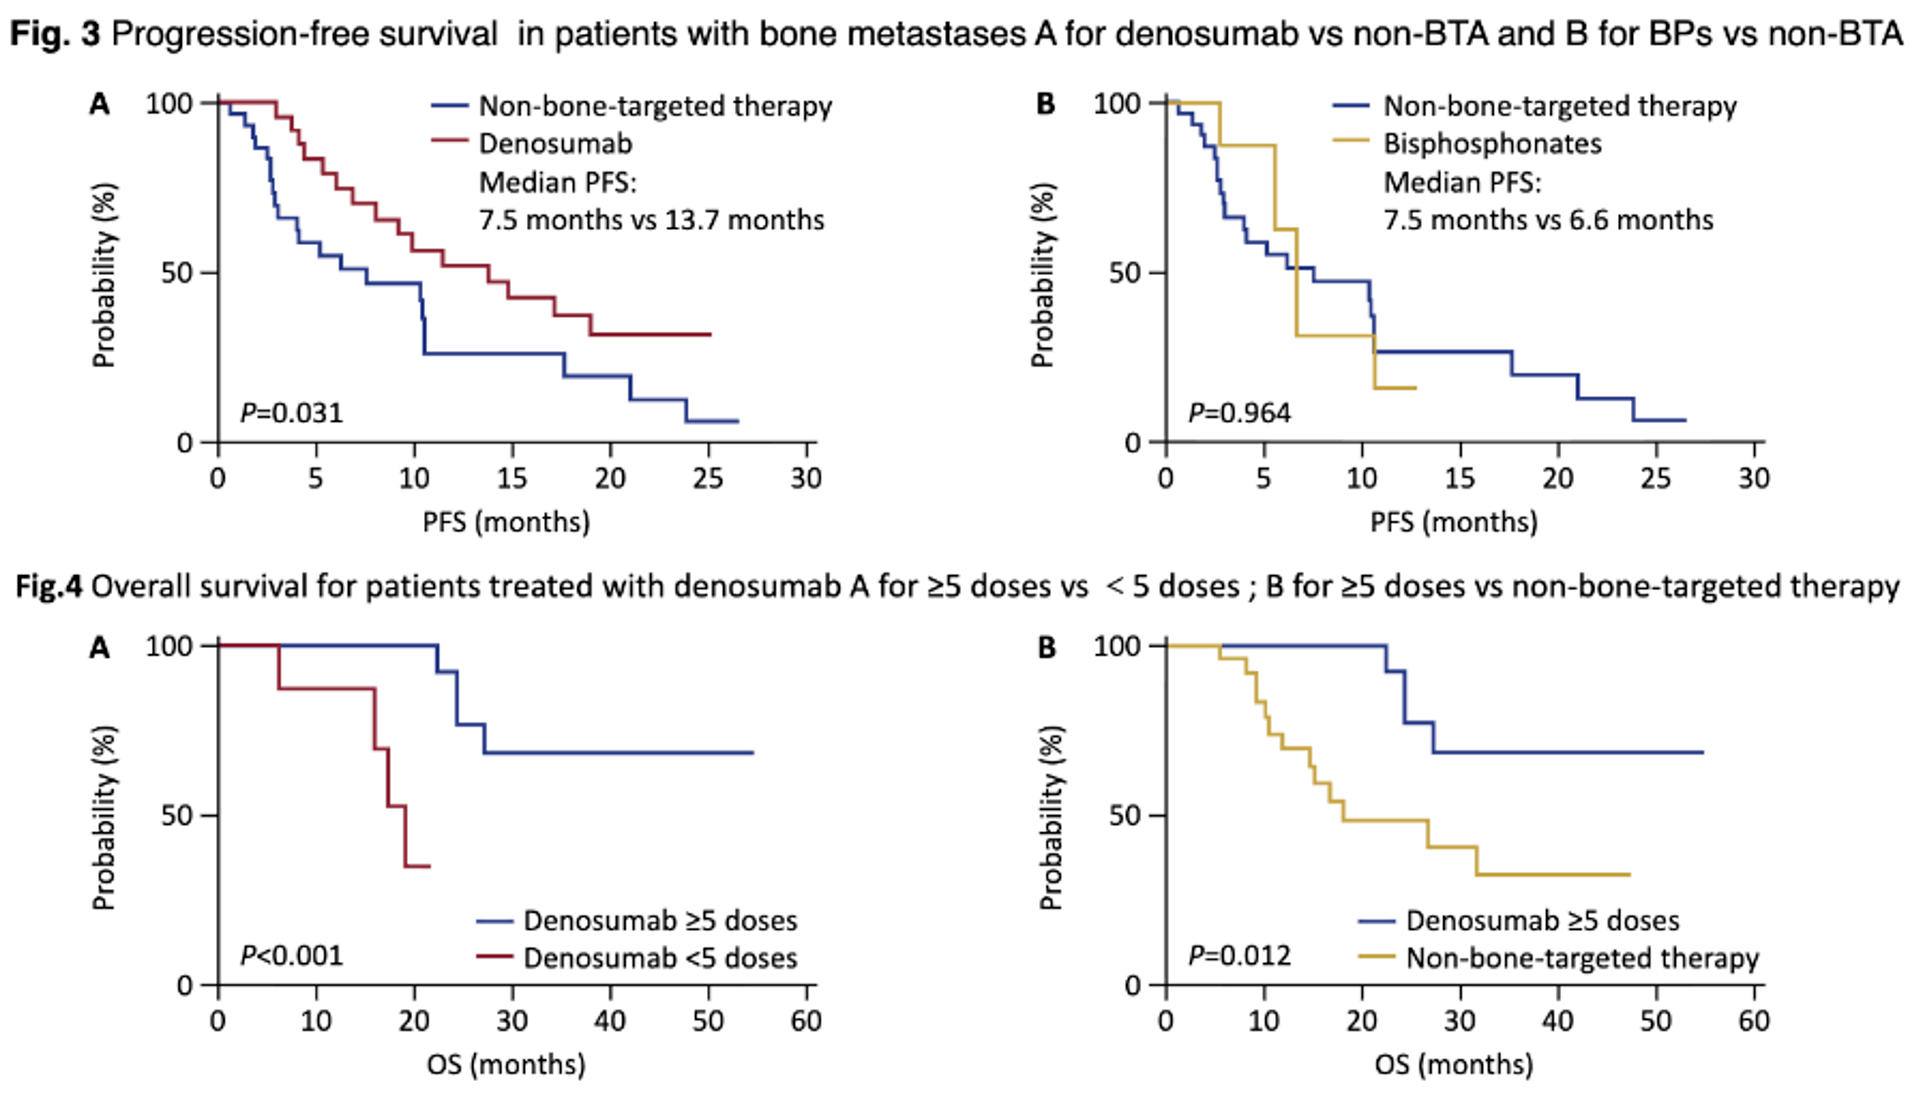 Fig. 3 Progression-free survival in patients with bone metastases A for denosumab vs non-BTA and B for BPs vs non-BTA
A
100
50
0
Probability (%)
Non-bone-targeted therapy
Denosumab
Median PFS:
7.5 months vs 13.7 months
P=0.031
0 5 10 15 20 25 30
PFS (months)
B
100
50
0
Probability (%)
Non-bone-targeted therapy
Bisphosphonates
Median PFS:
7.5 months vs 6.6 months
P=0.964
0 5 10 15 20 25 30
PFS (months)
Fig.4 Overall survival for patients treated with denosumab A for ≥5 doses vs < 5 doses ; B for ≥5 doses vs non-bone-targeted therapy
A
100
50
0
Probability (%)
Denosumab ≥5 doses
Denosumab <5 doses
P<0.001
0 10 20 30 40 50 60
OS (months)
B
100
50
0
Probability (%)
Denosumab ≥5 doses
Non-bone-targeted therapy
P=0.012
0 10 20 30 40 50 60
OS (months)